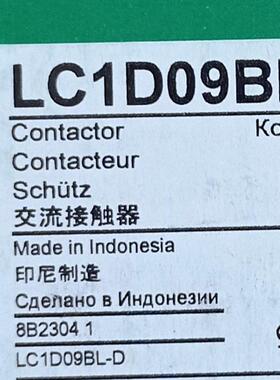 LC1D09B
Contactor
Contacteur
Schütz
交流接触器
Made in Indonesia
印尼制造
Сделано в Индонезии
8B2304 1
LC1D09BL-D